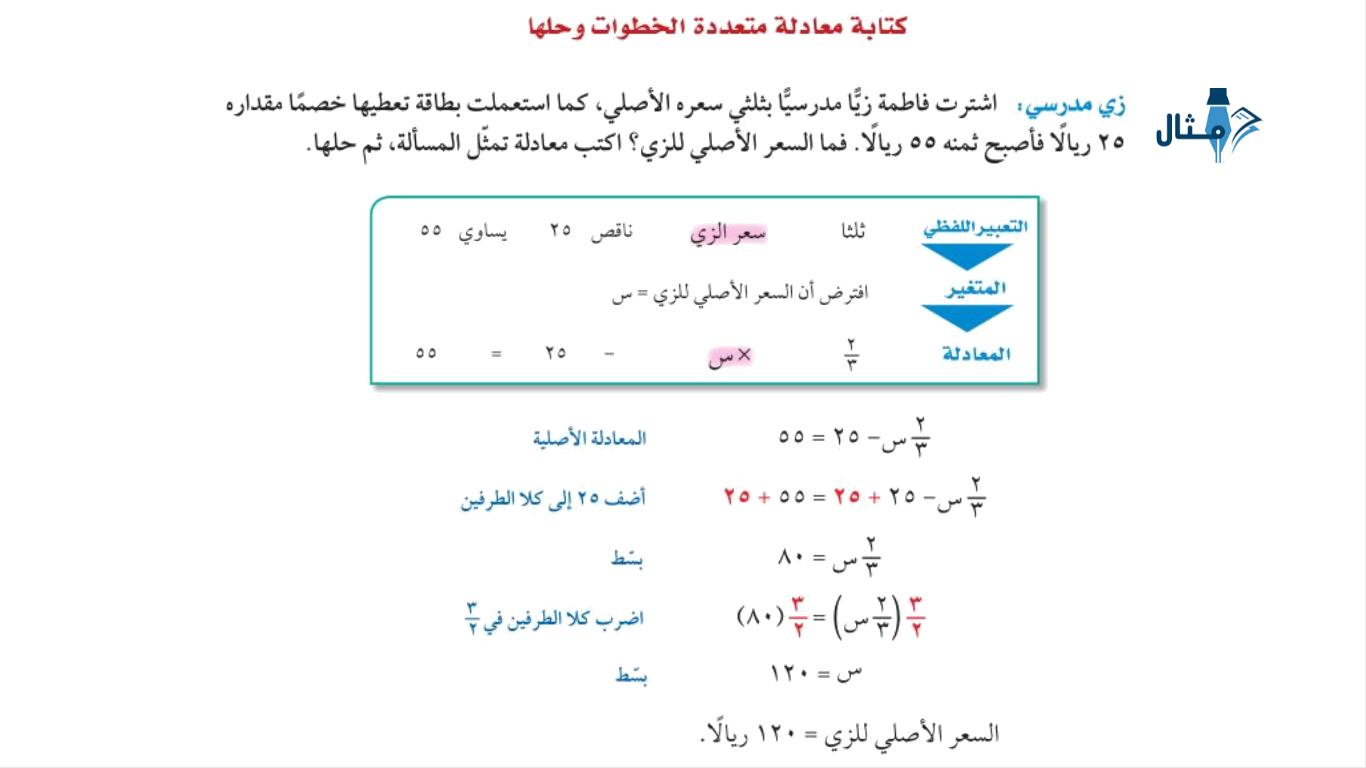 كتابة معادلة متعددة الخطوات وحلها
مثال
زي مدرسي: اشترت فاطمة زيًّا مدرسيًّا بثلثي سعره الأصلي، كما استعملت بطاقة تعطيها خصمًا مقداره
٢٥ ريالًا فأصبح ثمنه ٥٥ ريالًا. فما السعر الأصلي للزي؟ اكتب معادلة تمثّل المسألة، ثم حلها.
التعبير اللفظي ثلثا سعر الزي ناقص ٢٥ يساوي ٥٥
المتغير افترض أن السعر الأصلي للزي = س
المعادلة ٢/٣ × س - ٢٥ = ٥٥
٢/٣ س - ٢٥ = ٥٥ المعادلة الأصلية
٢/٣ س - ٢٥ + ٢٥ = ٥٥ + ٢٥ أضف ٢٥ إلى كلا الطرفين
٢/٣ س = ٨٠ بسّط
٣/٢ (٢/٣ س) = ٣/٢ (٨٠) اضرب كلا الطرفين في ٣/٢
س = ١٢٠ بسّط
السعر الأصلي للزي = ١٢٠ ريالًا.